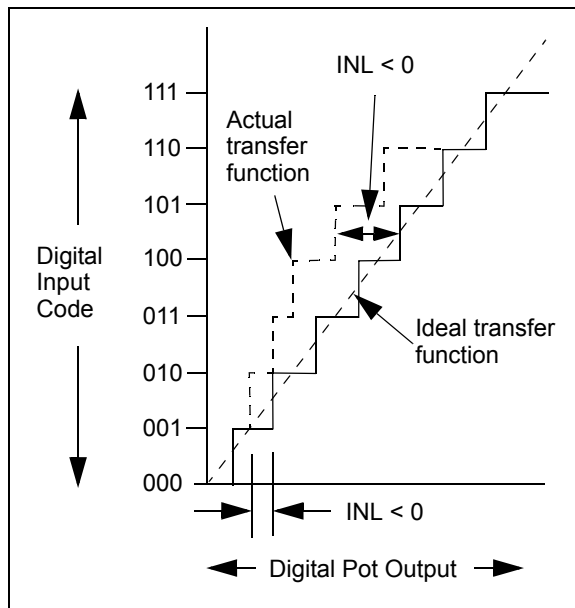 INL < 0
111
Actual
transfer
function
110
101
Digital
Input
Code
100
011
Ideal transfer
function
010
001
000
INL < 0
Digital Pot Output